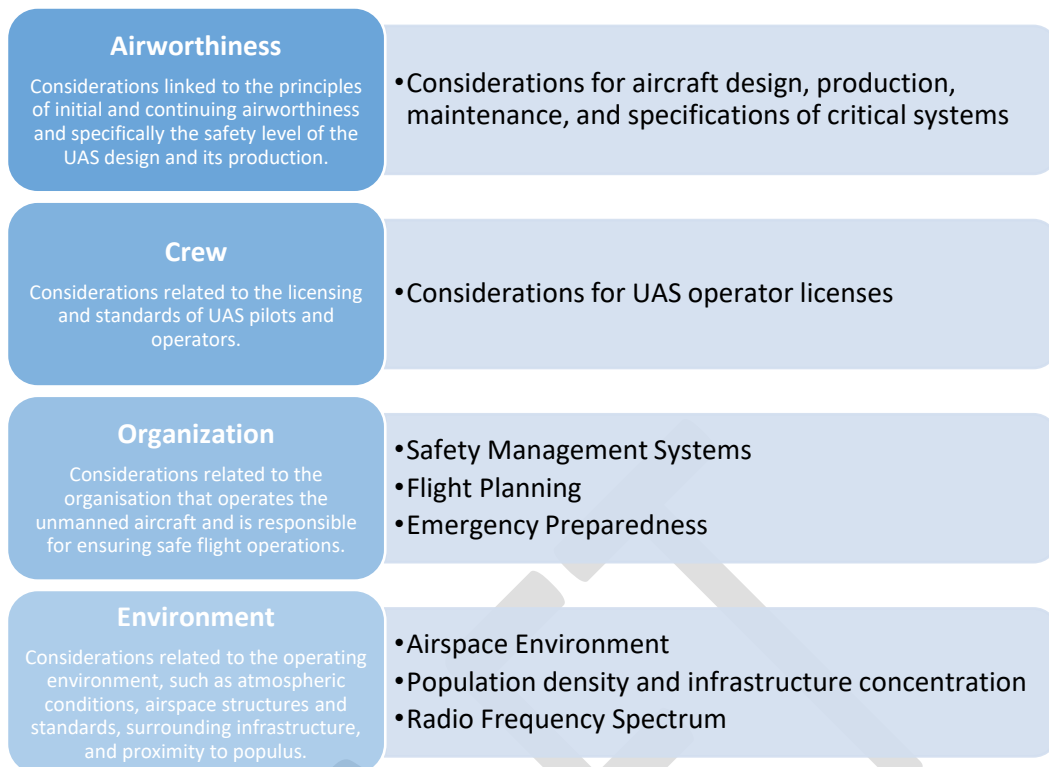 Airworthiness
Considerations linked to the principles
of initial and continuing airworthiness
and specifically the safety level of the
UAS design and its production.
•Considerations for aircraft design, production,
maintenance, and specifications of critical systems
Crew
Considerations related to the licensing
and standards of UAS pilots and
operators.
•Considerations for UAS operator licenses
Organization
Considerations related to the
organisation that operates the
unmanned aircraft and is responsible
for ensuring safe flight operations.
•Safety Management Systems
•Flight Planning
•Emergency Preparedness
Environment
Considerations related to the operating
environment, such as atmospheric
conditions, airspace structures and
standards, surrounding infrastructure,
and proximity to populus.
•Airspace Environment
•Population density and infrastructure concentration
•Radio Frequency Spectrum